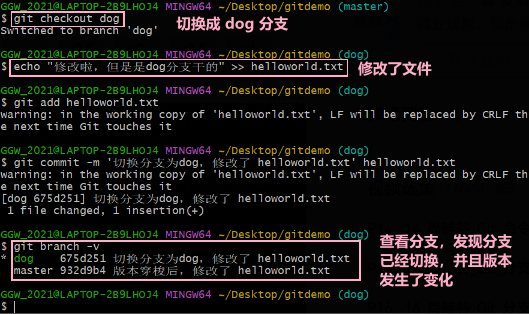 GGW_2021@LAPTOP-2B9LHOJ4 MINGW64 ~/Desktop/gitdemo (master)
$ git checkout dog 切换成 dog 分支
Switched to branch 'dog'
GGW_2021@LAPTOP-2B9LHOJ4 MINGW64 ~/Desktop/gitdemo (dog)
$ echo "修改啦，但是是dog分支干的" >> helloworld.txt 修改了文件
GGW_2021@LAPTOP-2B9LHOJ4 MINGW64 ~/Desktop/gitdemo (dog)
$ git add helloworld.txt
warning: in the working copy of 'helloworld.txt', LF will be replaced by CRLF the
 next time Git touches it
GGW_2021@LAPTOP-2B9LHOJ4 MINGW64 ~/Desktop/gitdemo (dog)
$ git commit -m '切换分支为dog，修改了 helloworld.txt' helloworld.txt
warning: in the working copy of 'helloworld.txt', LF will be replaced by CRLF th
e next time Git touches it
[dog 675d251] 切换分支为dog，修改了 helloworld.txt
 1 file changed, 1 insertion(+)
GGW_2021@LAPTOP-2B9LHOJ4 MINGW64 ~/Desktop/gitdemo (dog)
$ git branch -v
* dog    675d251 切换分支为dog，修改了 helloworld.txt
  master 932d9b4 版本穿梭后，修改了 helloworld.txt
查看分支，发现分支
已经切换，并且版本
发生了变化
GGW_2021@LAPTOP-2B9LHOJ4 MINGW64 ~/Desktop/gitdemo (dog)
$